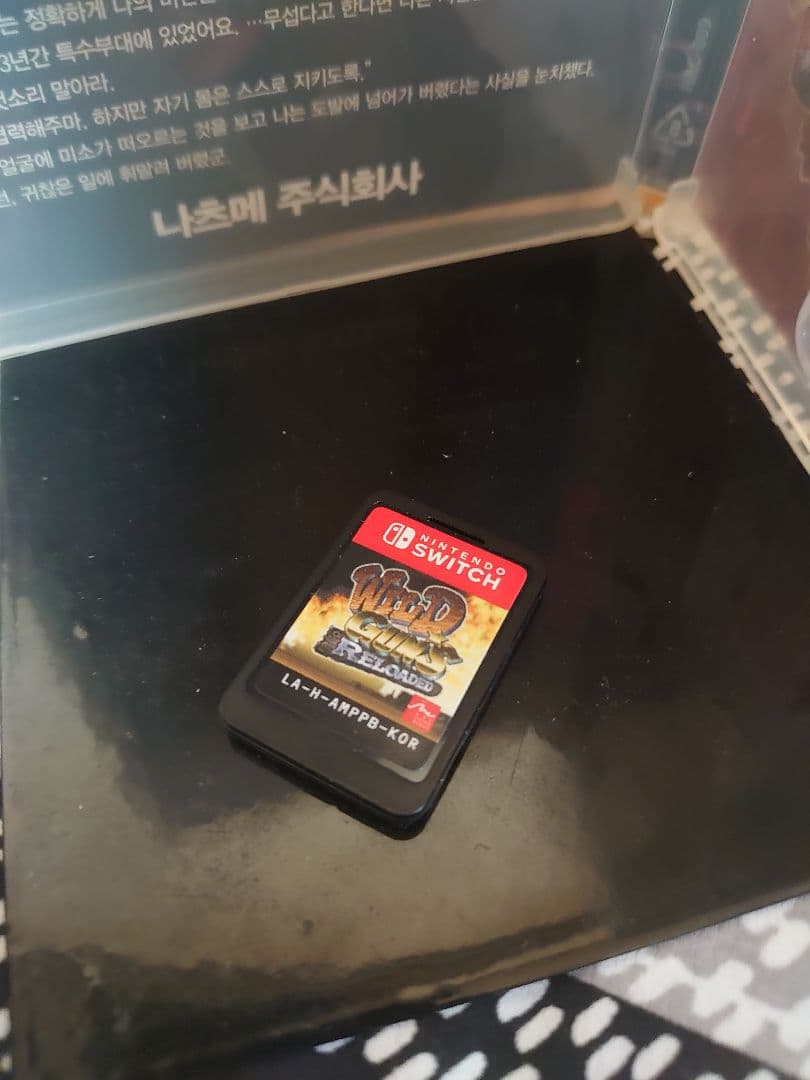 는 정확하게 나의
3년간 특수부대에 있었어요. …무섭다고 한다면
소리 말아라.
협력해주마. 하지만 자기 몸은 스스로 지키도록."
얼굴에 미소가 떠오르는 것을 보고 나는 도발에 넘어가 버렸다는 사실을 눈치챘다.
귀찮은 일에 휘말려 버렸군
나츠메 주식회사
NINTENDO
SWITCH
WILD
GUNS
RELOADED
LA-H-AMPPB-KOR